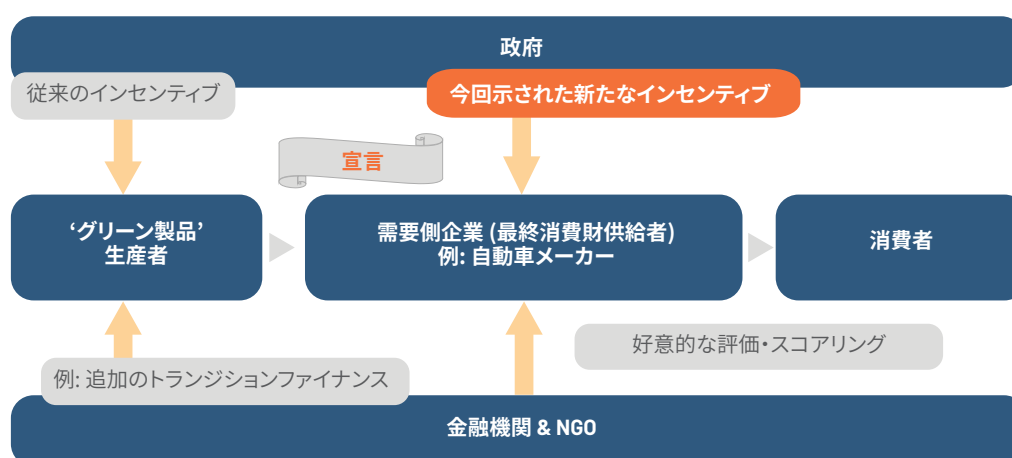 政府
従来のインセンティブ
今回示された新たなインセンティブ
宣言
‘グリーン製品’
生産者
需要側企業 (最終消費財供給者)
例: 自動車メーカー
消費者
好意的な評価・スコアリング
例: 追加のトランジションファイナンス
金融機関 & NGO